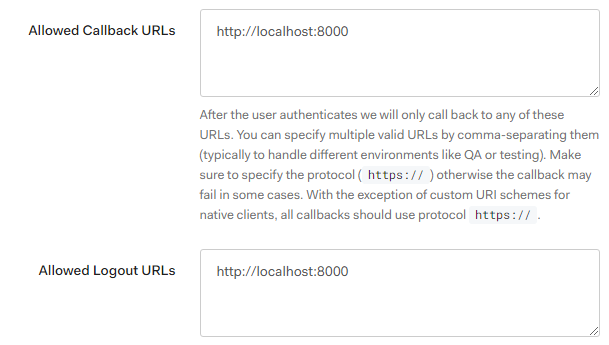 Allowed Callback URLs
http://localhost:8000
After the user authenticates we will only call back to any of these
URLs. You can specify multiple valid URLs by comma-separating them
(typically to handle different environments like QA or testing). Make
sure to specify the protocol ( https:// ) otherwise the callback may
fail in some cases. With the exception of custom URI schemes for
native clients, all callbacks should use protocol https:// .
Allowed Logout URLs
http://localhost:8000